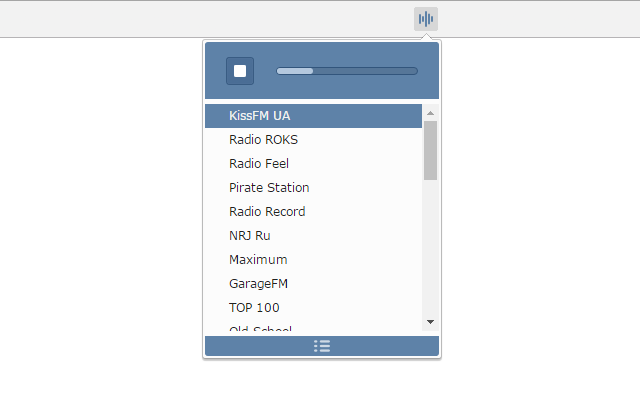 KissFM UA
Radio ROKS
Radio Feel
Pirate Station
Radio Record
NRJ Ru
Maximum
GarageFM
TOP 100
Old School